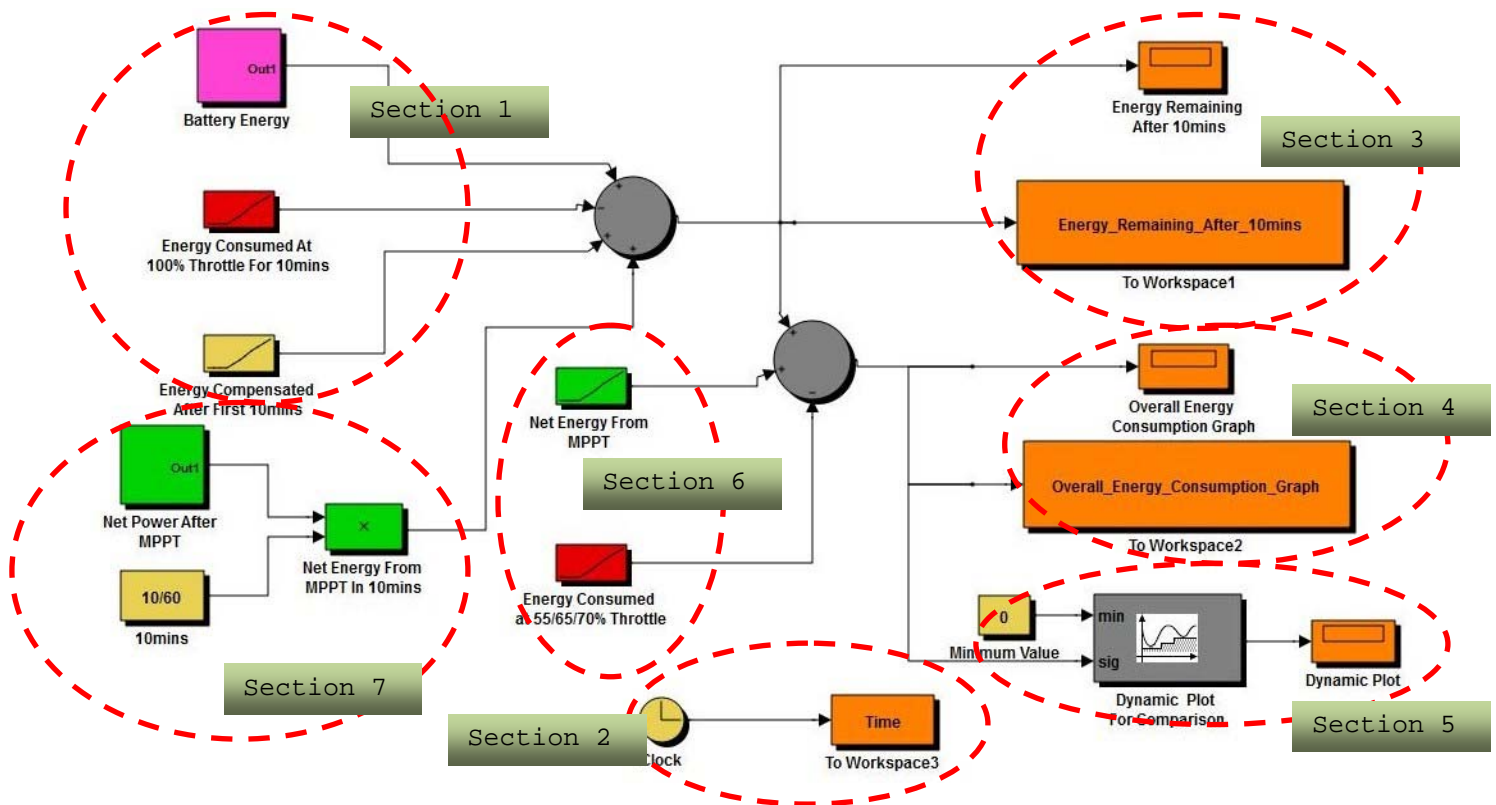 Out1
Battery Energy
Section 1
Energy Consumed At
100% Throttle For 10mins
Energy Compensated
After First 10mins
+
-
+
+
Energy Remaining
After 10mins
Section 3
Energy_Remaining_After_10mins
To Workspace1
Out1
Net Power After
MPPT
10/60
10mins
×
Net Energy From
MPPT In 10mins
Section 7
Net Energy From
MPPT
Section 6
Energy Consumed
at 55/65/70% Throttle
+
+
-
Overall Energy
Consumption Graph
Section 4
Overall_Energy_Consumption_Graph
To Workspace2
0
Minimum Value
min
sig
Dynamic Plot
For Comparison
Dynamic Plot
Section 5
Section 2
Clock
Time
To Workspace3